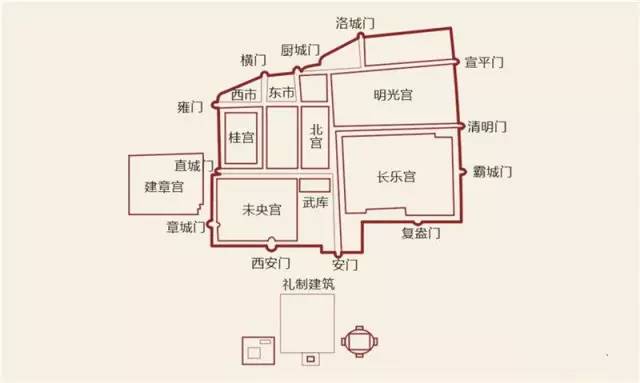 洛城门
厨城门
横门
宣平门
西市
东市
明光宫
雍门
清明门
桂宫
北宫
直城门
霸城门
长乐宫
建章宫
未央宫
武库
章城门
复盎门
西安门
安门
礼制建筑